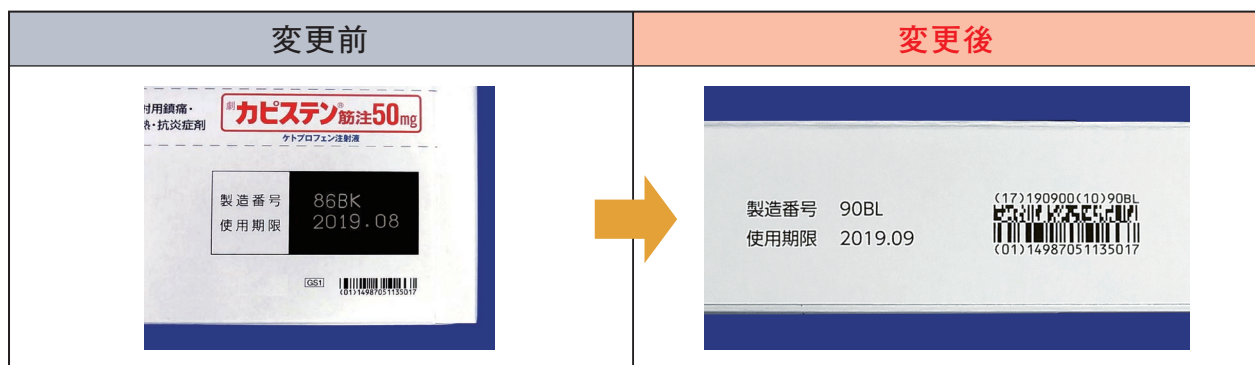 変更前
変更後
射用鎮痛・
熱・抗炎症剤
劇 カピステン®筋注50mg
ケトプロフェン注射液
製造番号 86BK
使用期限 2019.08
GS1
(01)14987051135017
製造番号 90BL
使用期限 2019.09
(17)190900(10)90BL
(01)14987051135017